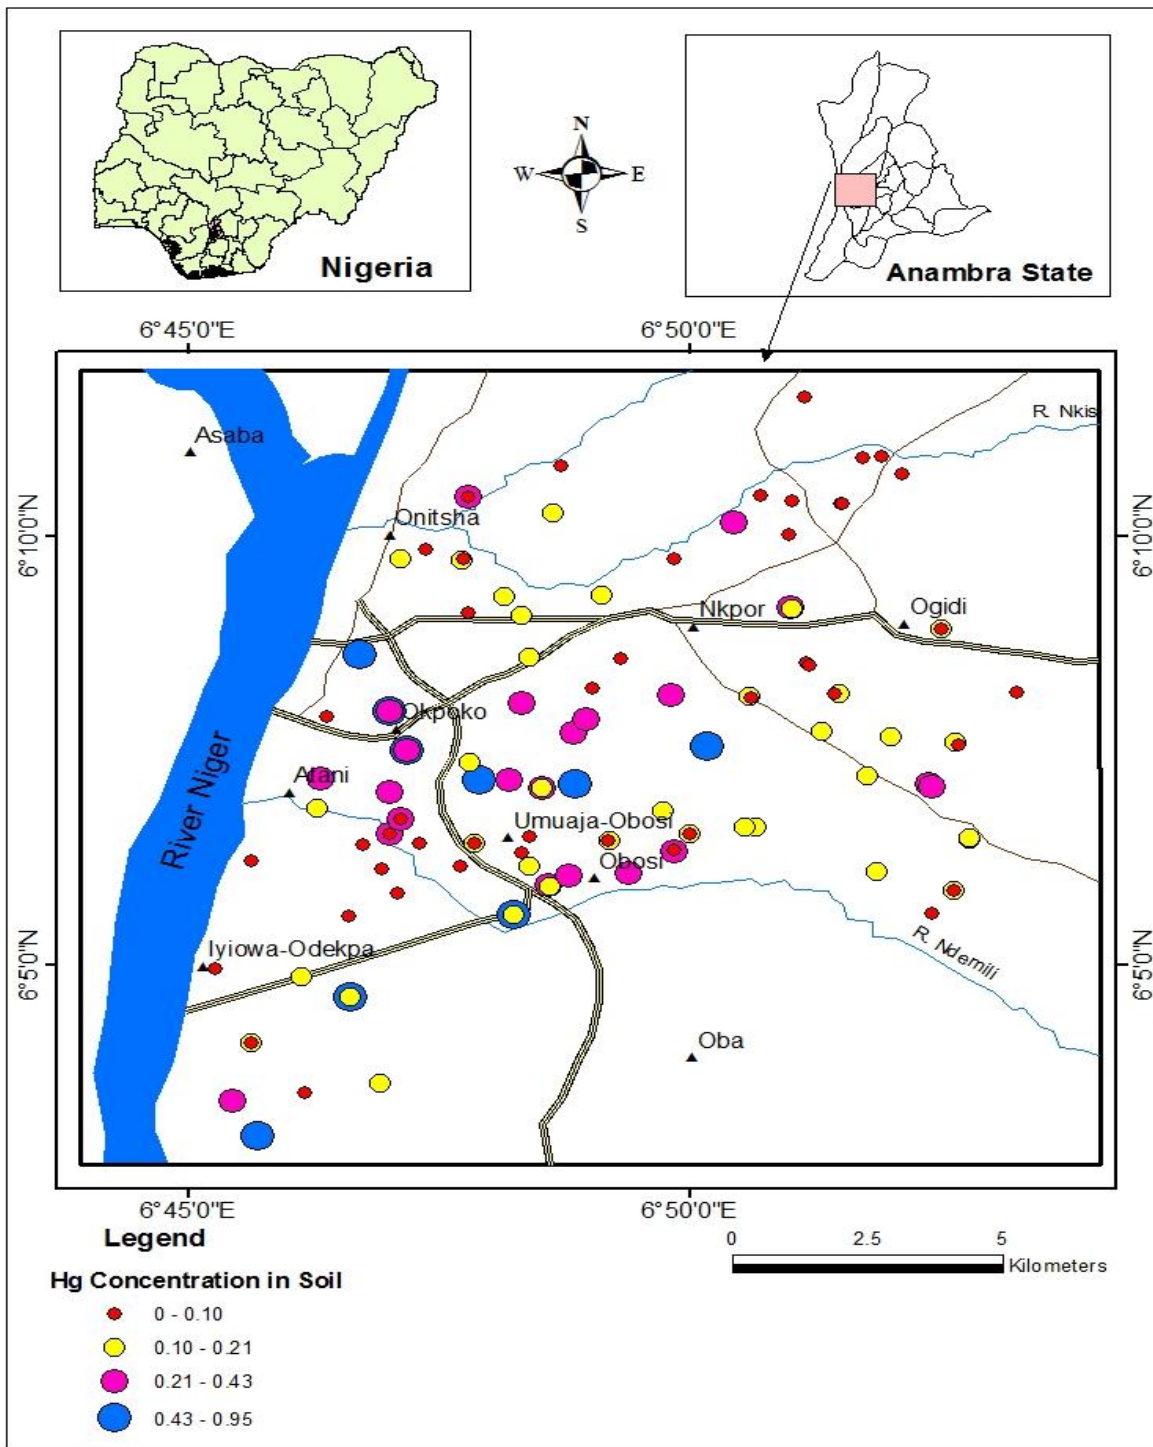 Nigeria
N
W E
S
Anambra State
6°45'0"E 6°50'0"E
R. Nkis
Asaba
Onitsha
6°10'0"N 6°10'0"N
Nkpor
Ogidi
Okpoko
Atani
River Niger
Umuaja-Obosi
Obosi
Iyiowa-Odekpa
R. Ndemili
6°5'0"N 6°5'0"N
Oba
6°45'0"E 6°50'0"E
Legend
0 2.5 5
Kilometers
Hg Concentration in Soil
0 - 0.10
0.10 - 0.21
0.21 - 0.43
0.43 - 0.95